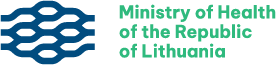 Ministry of Health
of the Republic
of Lithuania